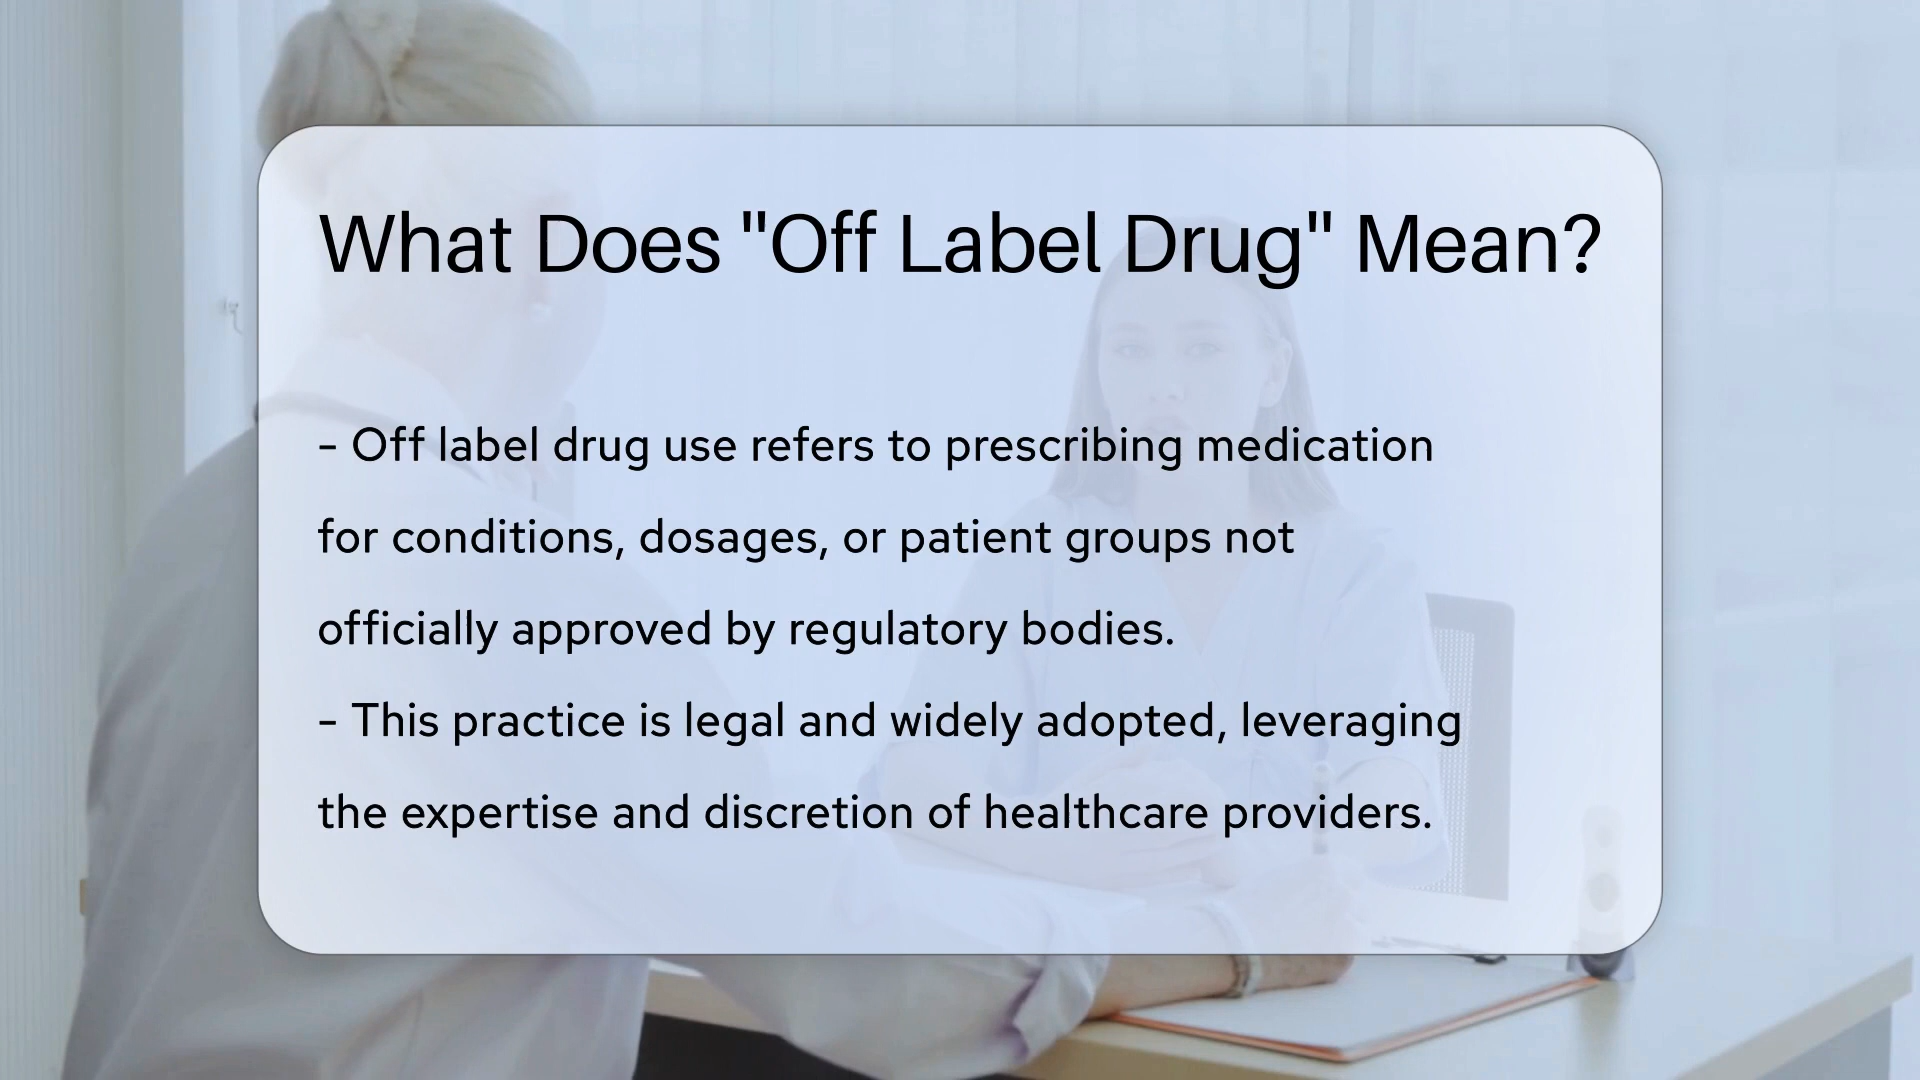 What Does "Off Label Drug" Mean?
- Off label drug use refers to prescribing medication
for conditions, dosages, or patient groups not
officially approved by regulatory bodies.
- This practice is legal and widely adopted, leveraging
the expertise and discretion of healthcare providers.